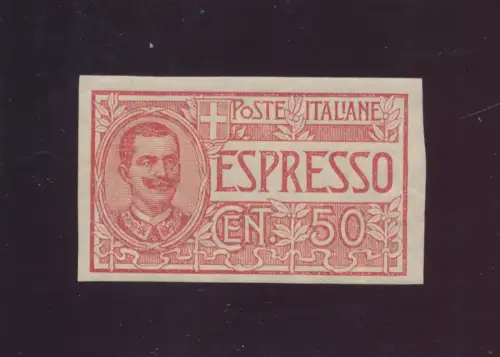 POSTE ITALIANE
ESPRESSO
CENT. 50